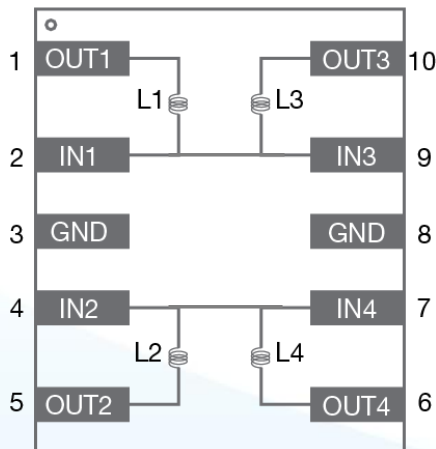 1 OUT1 OUT3 10
L1 L3
2 IN1 IN3 9
3 GND GND 8
4 IN2 IN4 7
L2 L4
5 OUT2 OUT4 6